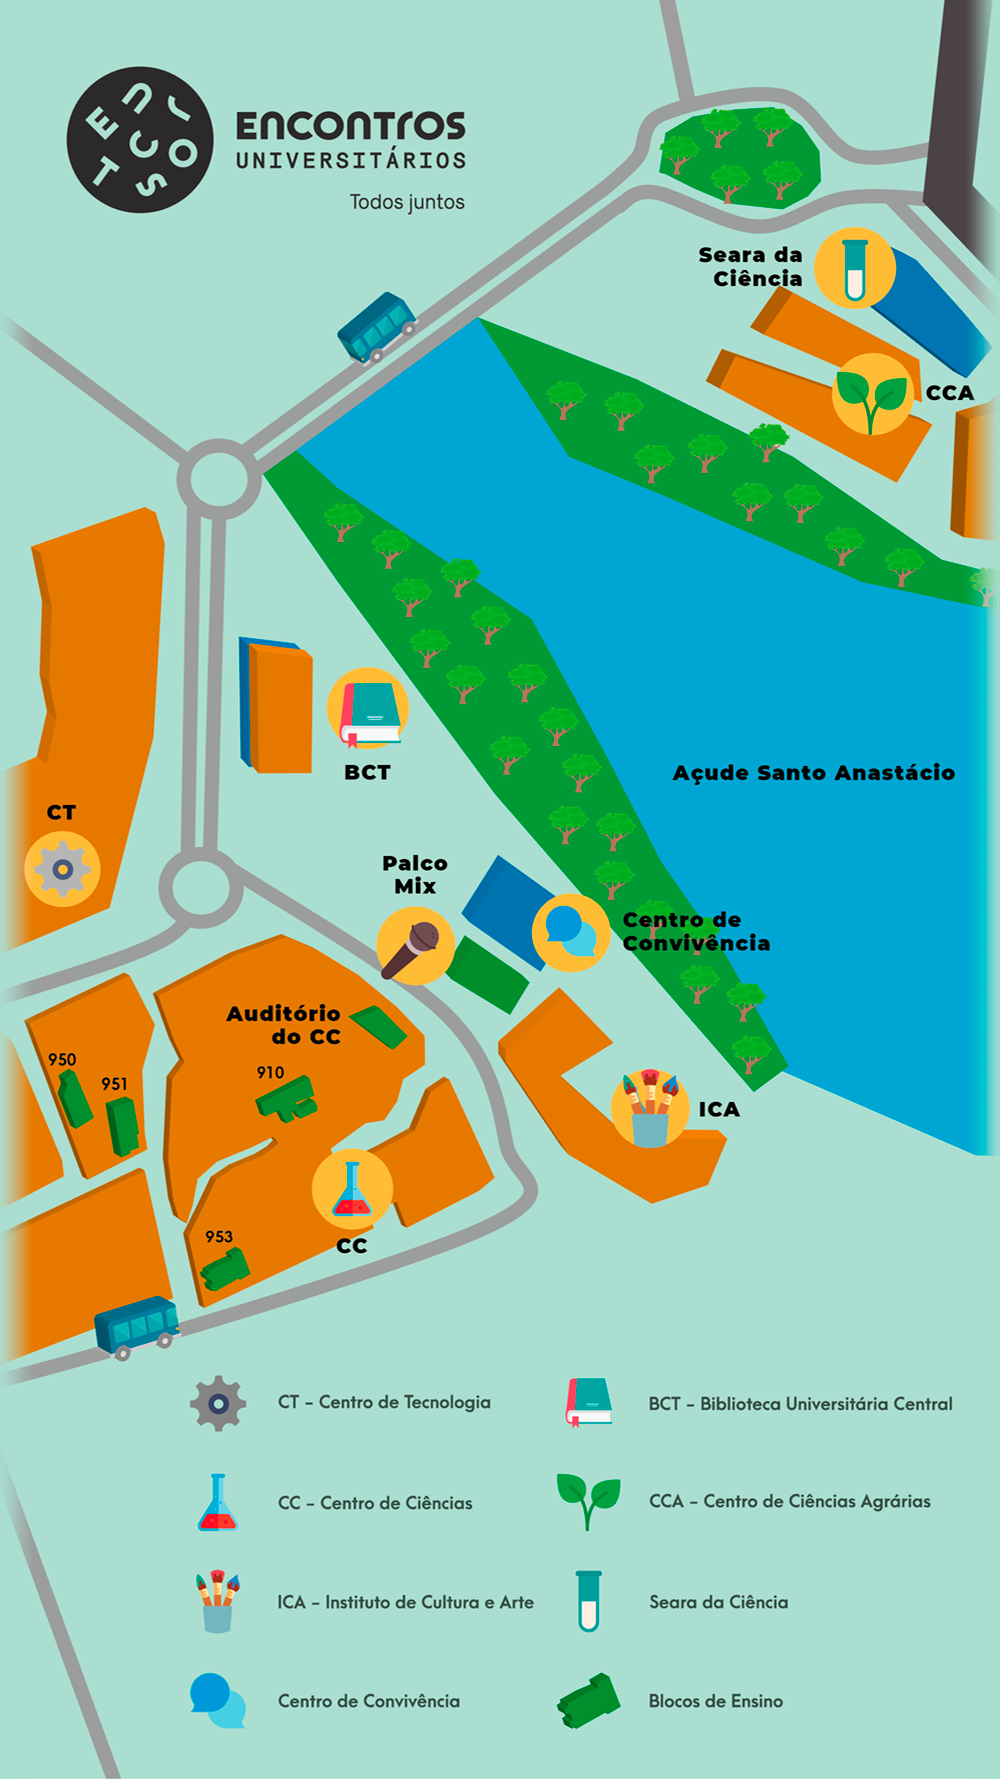 ENCONTROS
ENCONTROS
UNIVERSITÁRIOS
Todos juntos
Seara da
Ciência
CCA
BCT
Açude Santo Anastácio
CT
Palco
Mix
Centro de
Convivência
Auditório
do CC
950
951
910
ICA
953
CC
CT - Centro de Tecnologia
BCT - Biblioteca Universitária Central
CC - Centro de Ciências
CCA - Centro de Ciências Agrárias
ICA - Instituto de Cultura e Arte
Seara da Ciência
Centro de Convivência
Blocos de Ensino